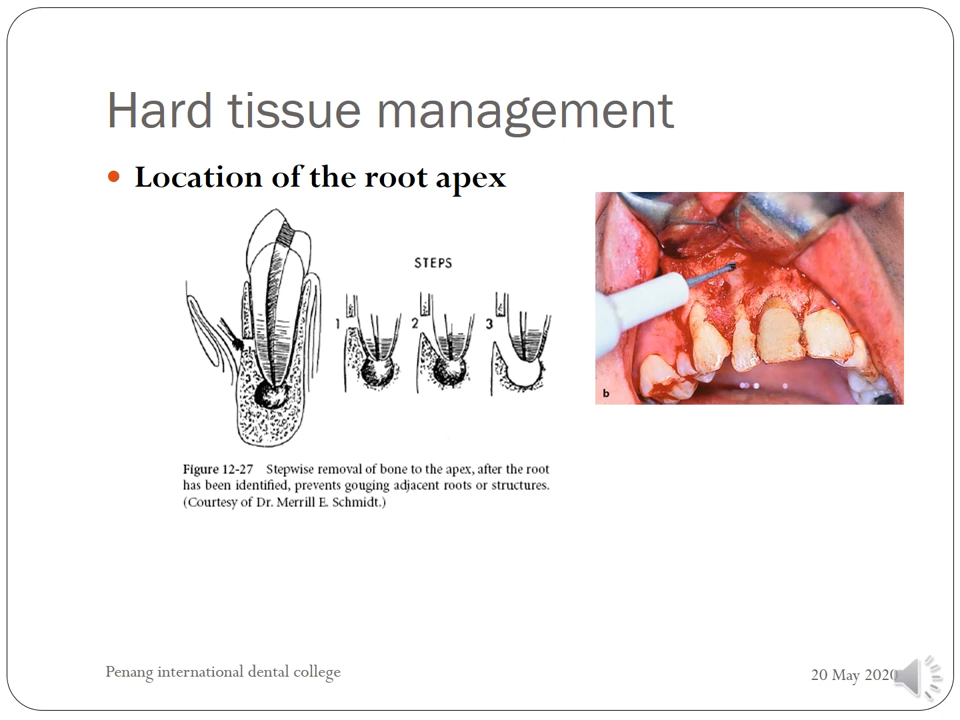 Hard tissue management
Location of the root apex
STEPS
1
2
3
b
Figure 12-27 Stepwise removal of bone to the apex, after the root
has been identified, prevents gouging adjacent roots or structures.
(Courtesy of Dr. Merrill E. Schmidt.)
Penang international dental college
20 May 2020